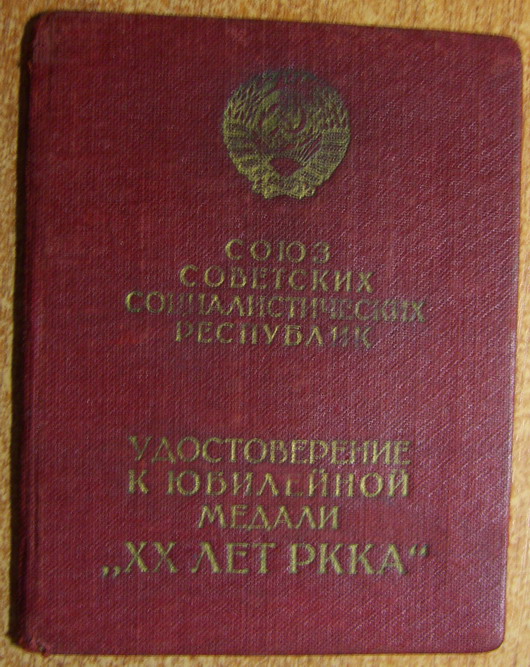 СОЮЗ
СОВЕТСКИХ
СОЦИАЛИСТИЧЕСКИХ
РЕСПУБЛИК
УДОСТОВЕРЕНИЕ
К ЮБИЛЕЙНОЙ
МЕДАЛИ
„XX ЛЕТ РККА“